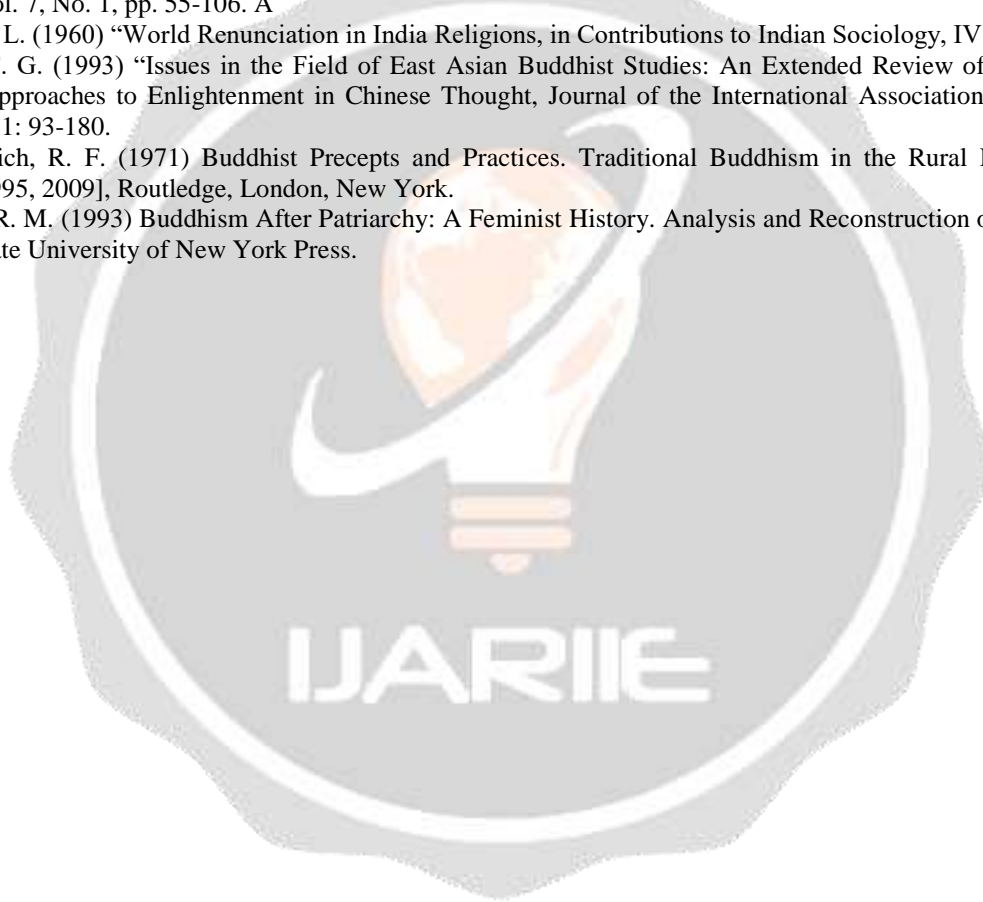 ol. 7, No. 1, pp. 55-106. A
L. (1960) “World Renunciation in India Religions, in Contributions to Indian Sociology, IV
. G. (1993) “Issues in the Field of East Asian Buddhist Studies: An Extended Review of
pproaches to Enlightenment in Chinese Thought, Journal of the International Association
1: 93-180.
ich, R. F. (1971) Buddhist Precepts and Practices. Traditional Buddhism in the Rural
995, 2009], Routledge, London, New York.
R. M. (1993) Buddhism After Patriarchy: A Feminist History. Analysis and Reconstruction
ate University of New York Press.
IJARIIE